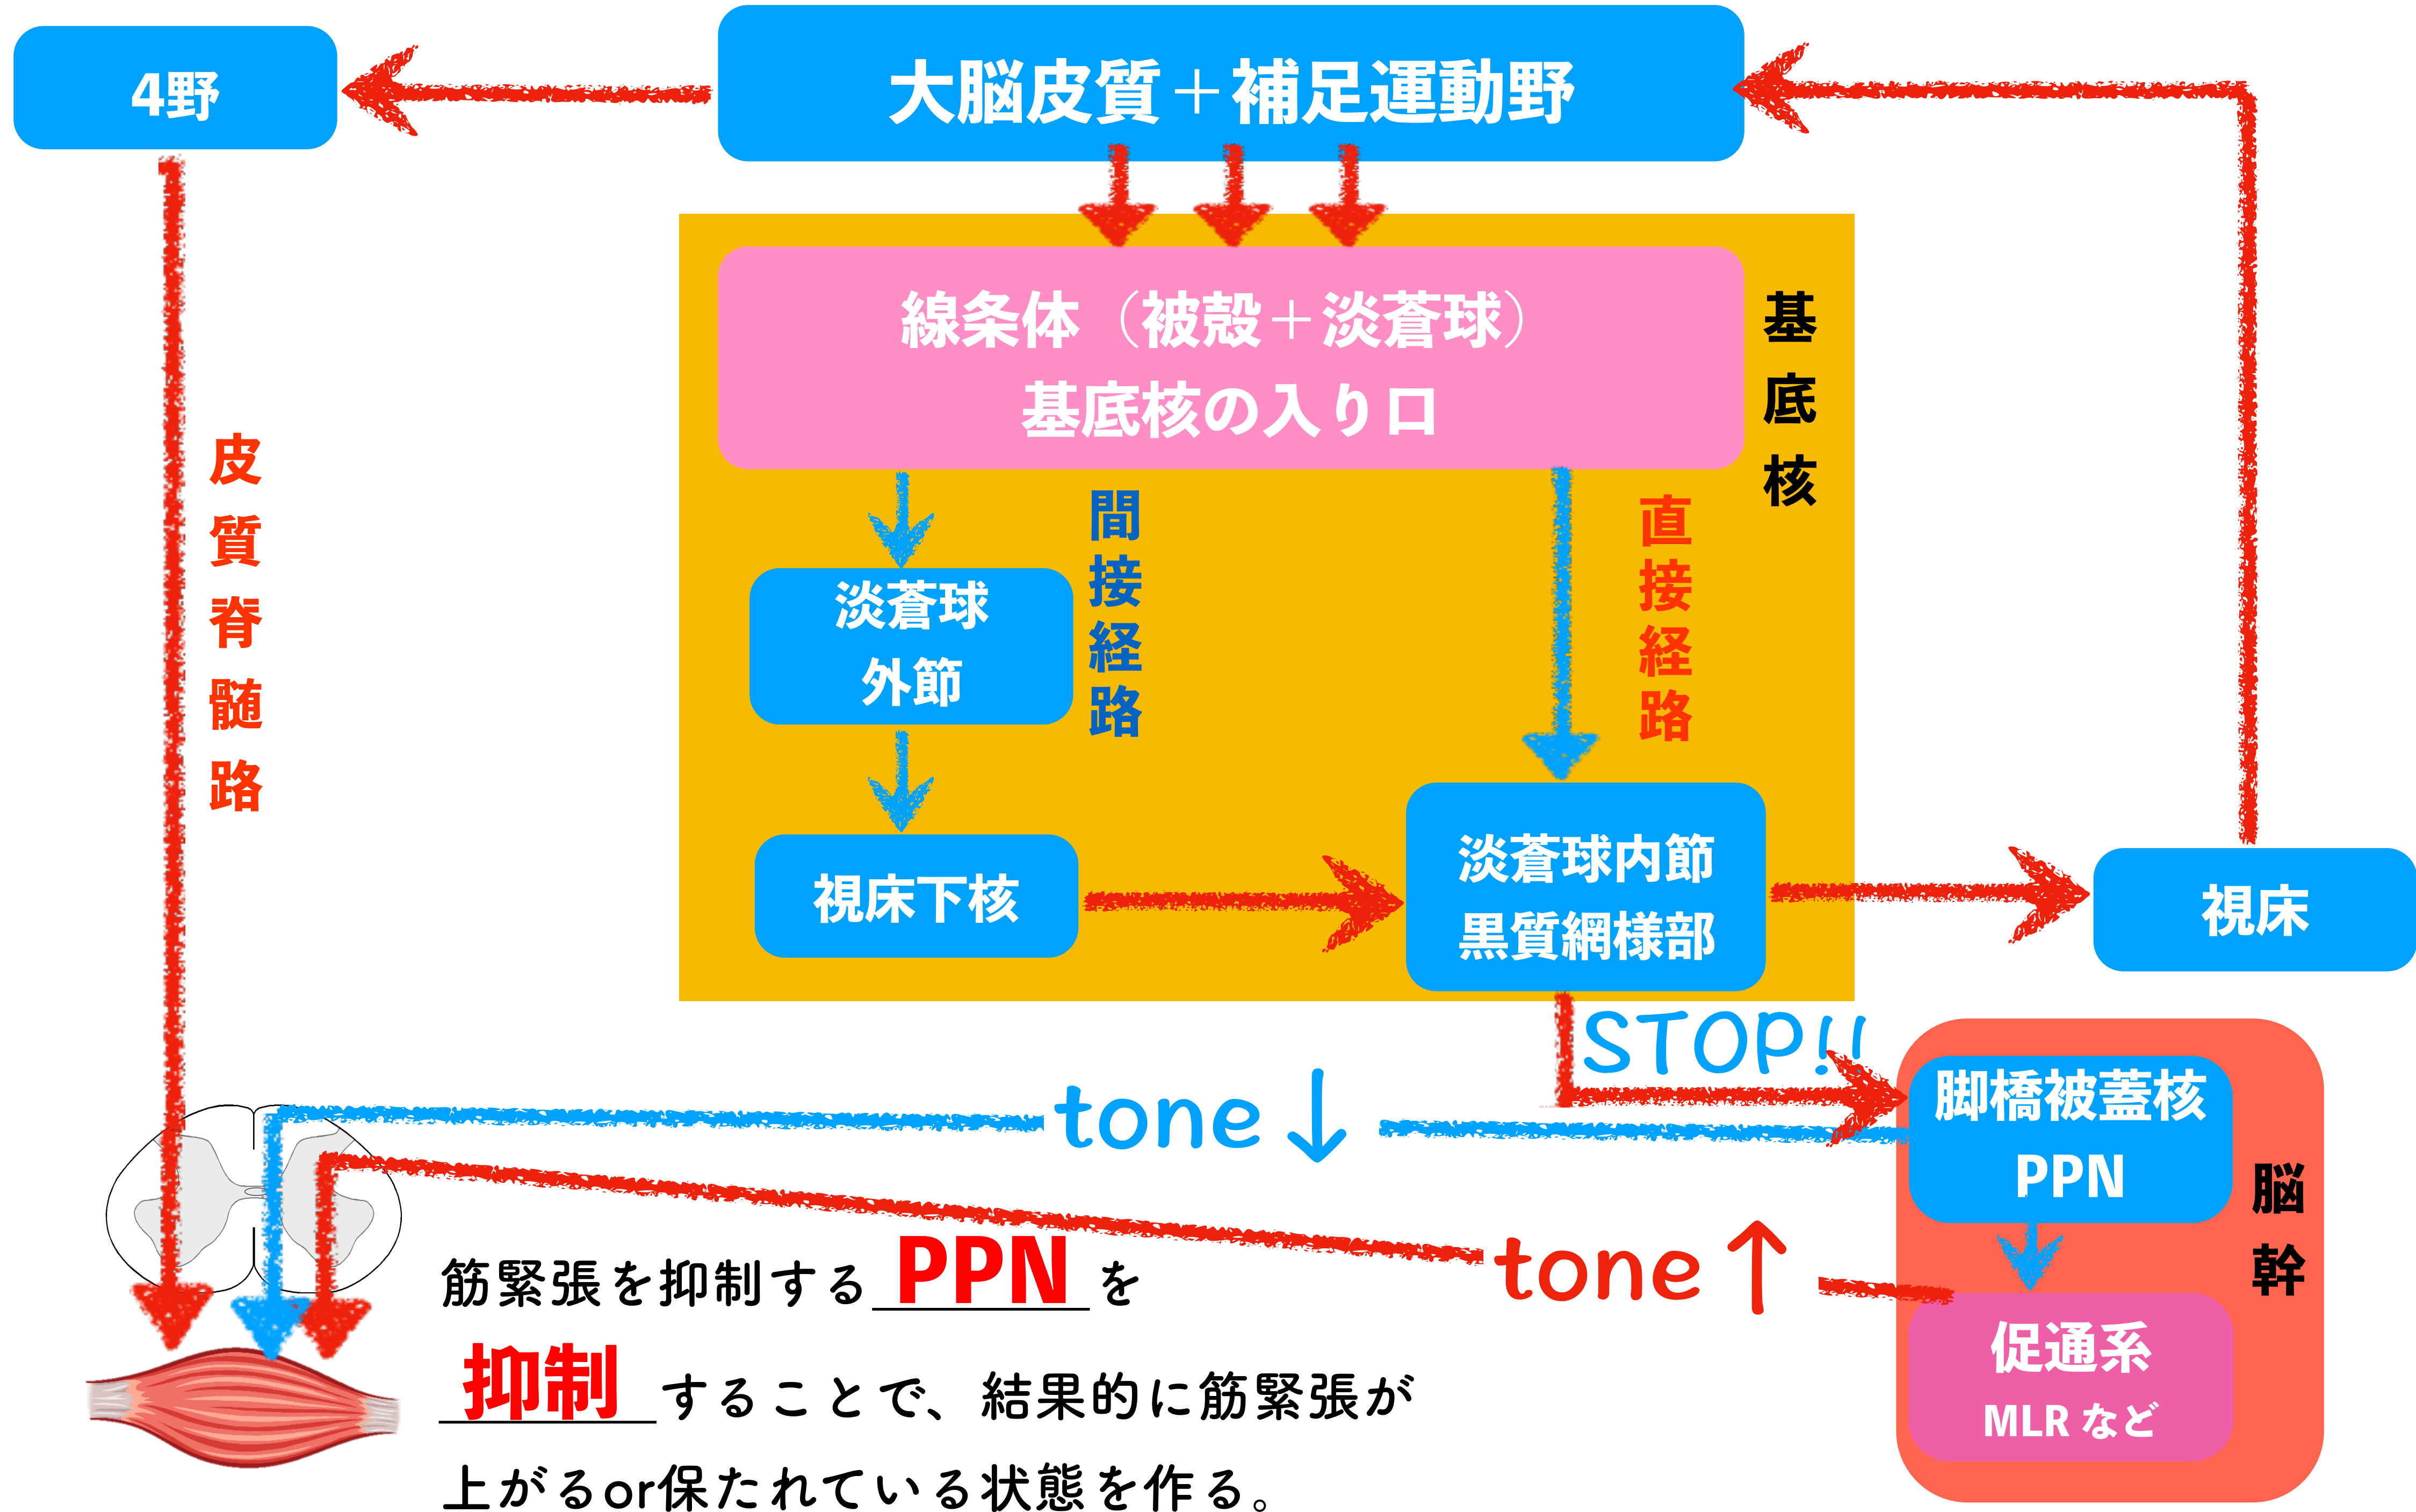 4野
大脳皮質＋補足運動野
線条体（被殻＋淡蒼球）
基底核の入り口
基底核
皮質脊髄路
間接経路
直接経路
淡蒼球
外節
視床下核
淡蒼球内節
黒質網様部
視床
STOP!!
tone↓
脚橋被蓋核
PPN
脳幹
tone↑
促通系
MLR など
筋緊張を抑制する PPN を
抑制 することで、結果的に筋緊張が
上がるor保たれている状態を作る。